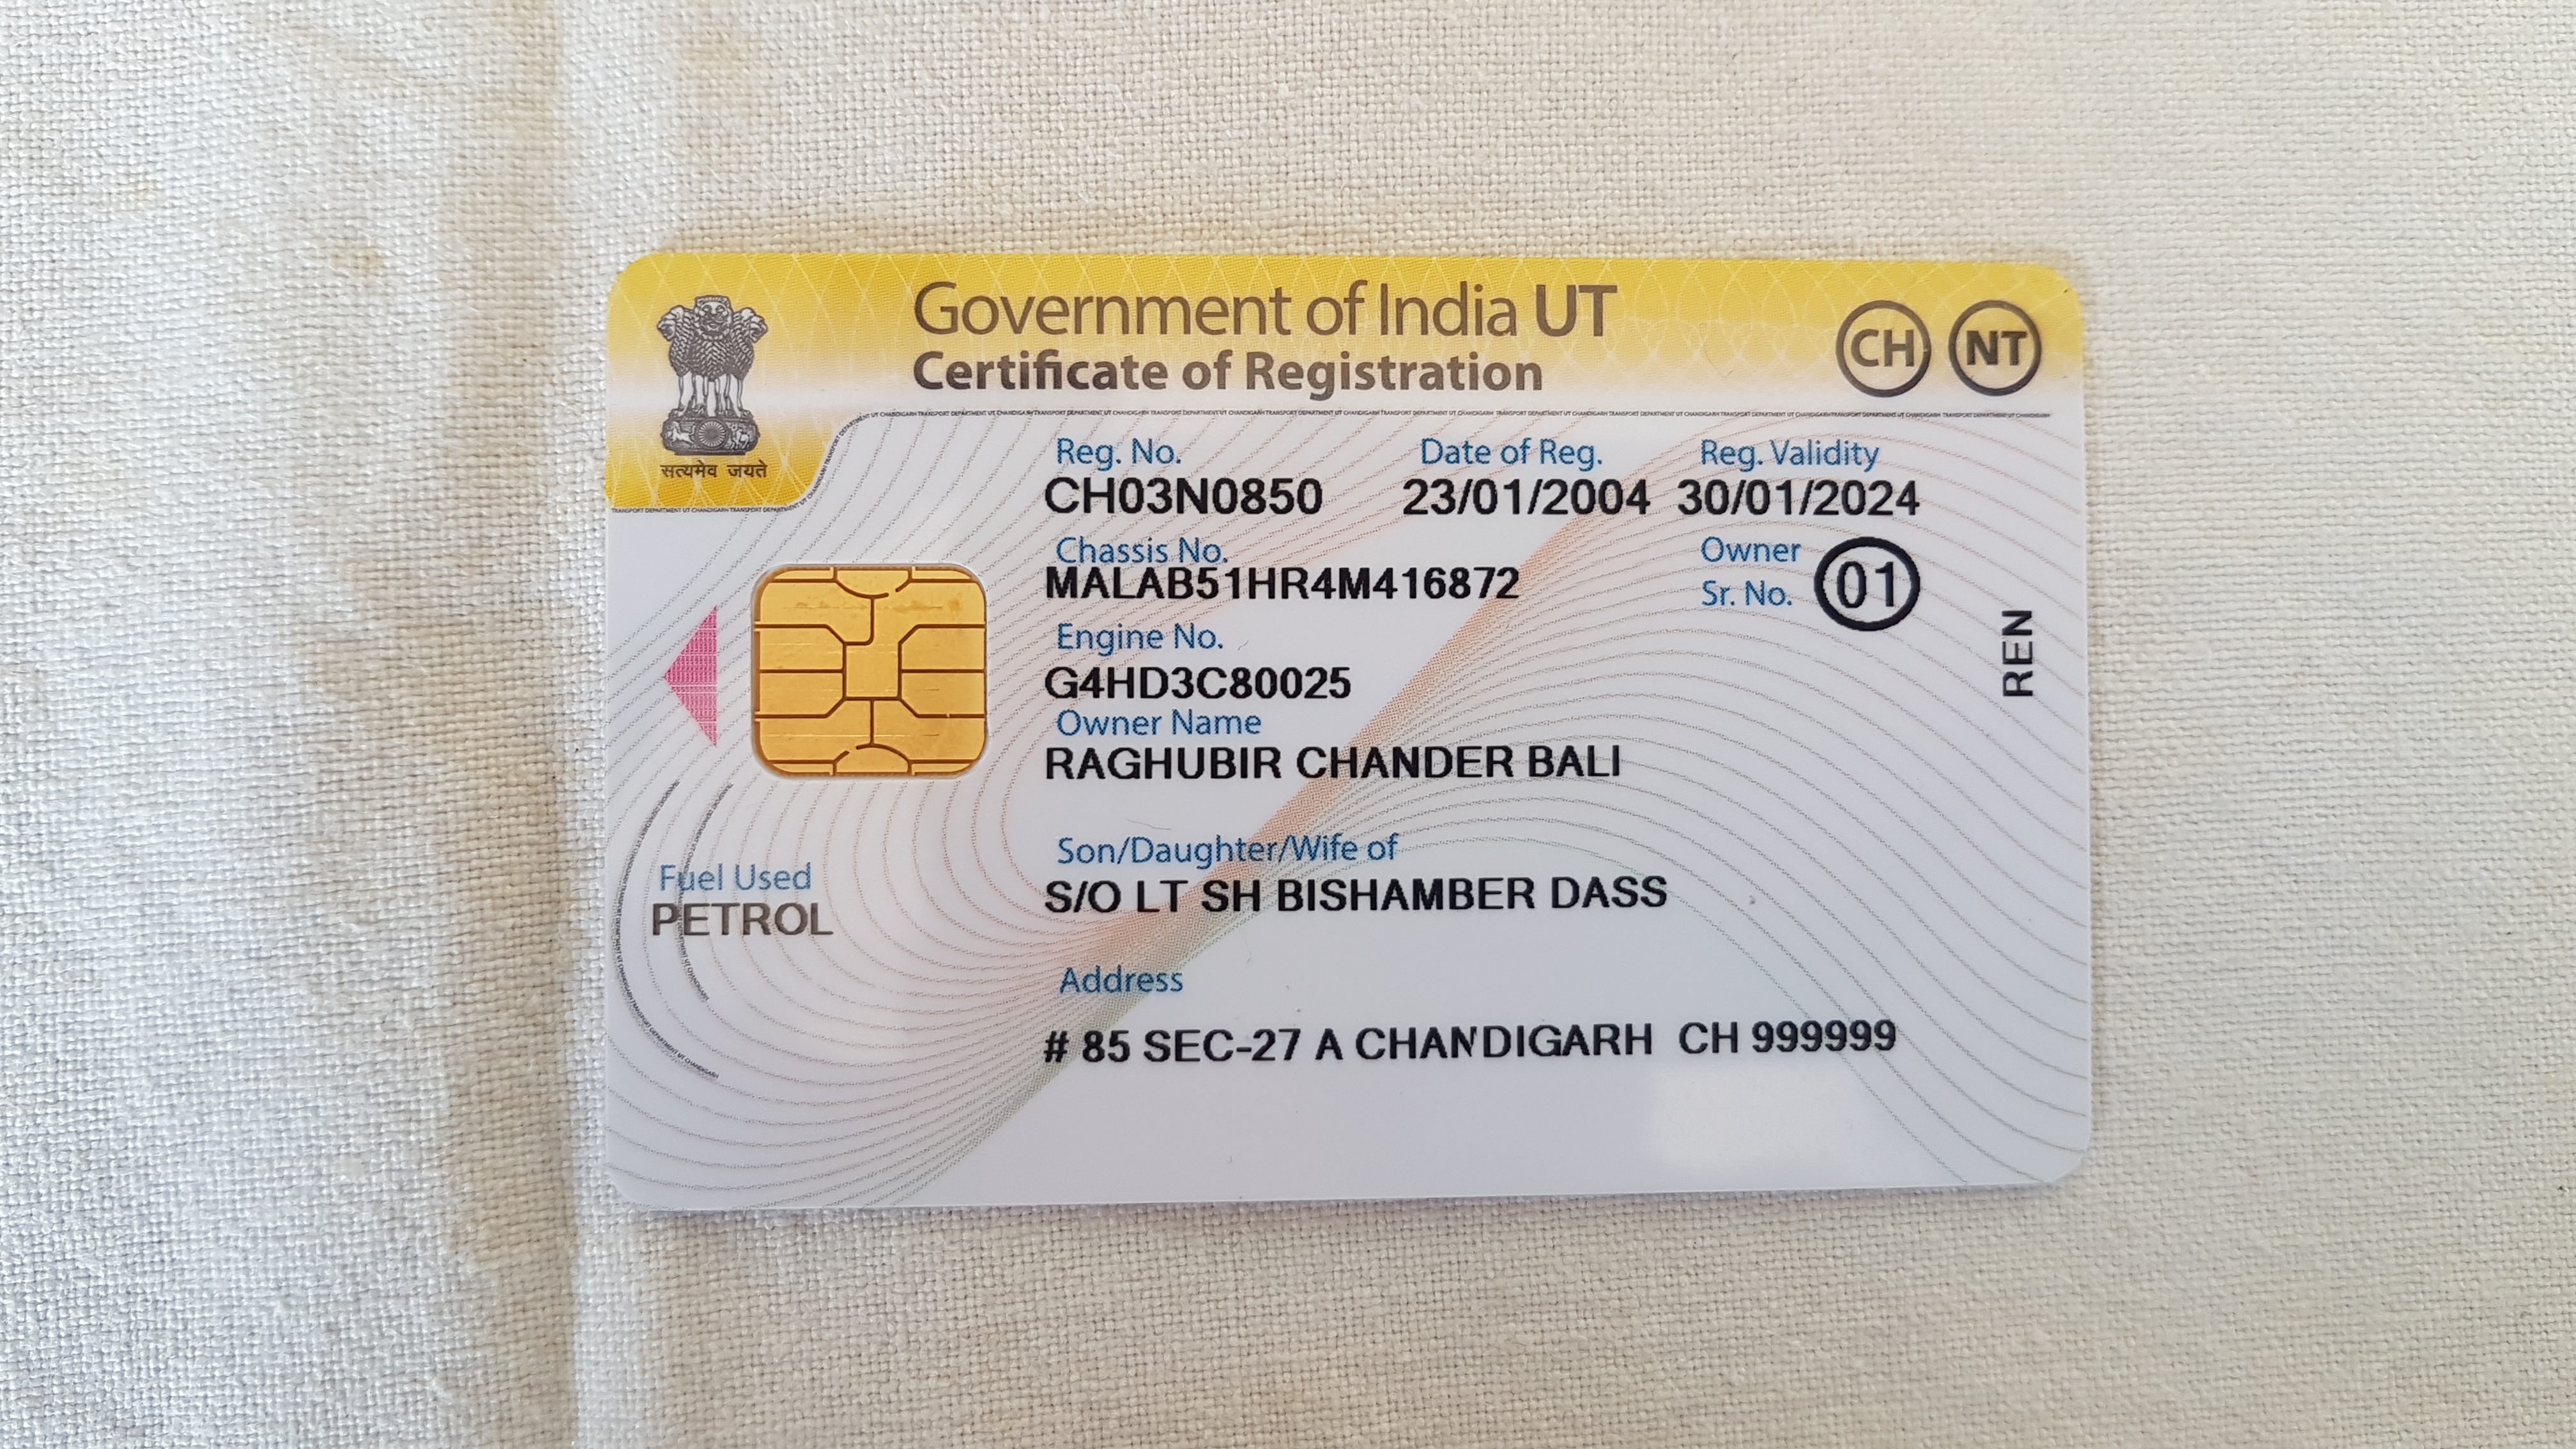 Government of India UT
Certificate of Registration
CH NT
सत्यमेव जयते
Reg. No. Date of Reg. Reg. Validity
CH03N0850 23/01/2004 30/01/2024
Chassis No.
MALAB51HR4M416872
Owner
Sr. No. 01
Engine No.
G4HD3C80025
REN
Owner Name
RAGHUBIR CHANDER BALI
Son/Daughter/Wife of
S/O LT SH BISHAMBER DASS
Fuel Used
PETROL
Address
# 85 SEC-27 A CHANDIGARH CH 999999